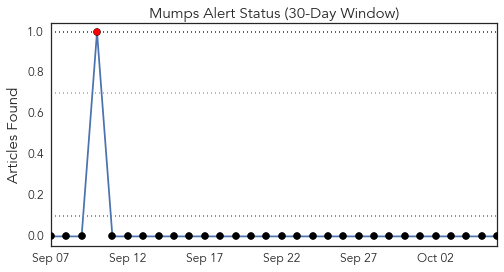 Mumps Alert Status (30-Day Window)
Articles Found
1.0
0.8
0.6
0.4
0.2
0.0
Sep 07 Sep 12 Sep 17 Sep 22 Sep 27 Oct 02